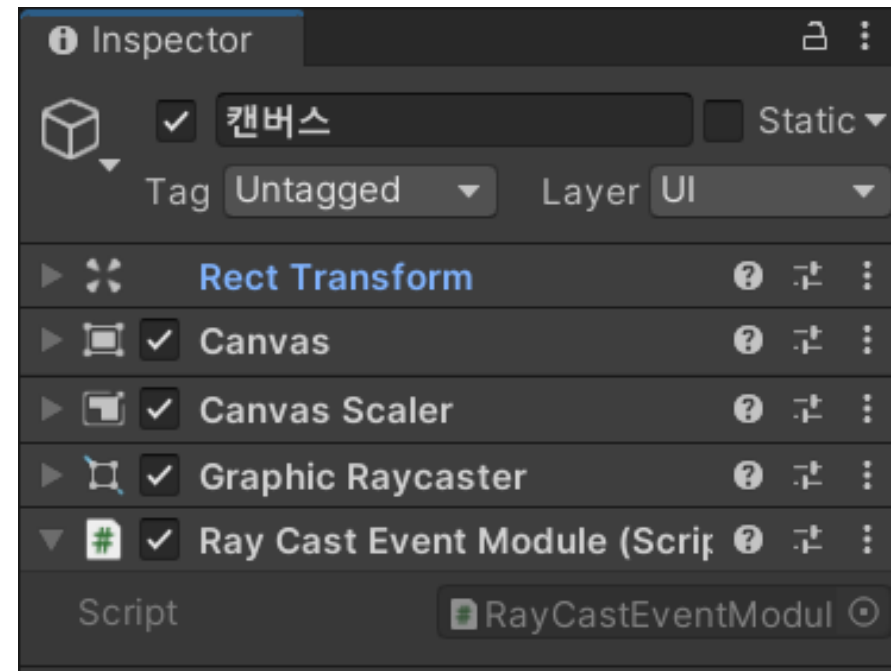 Inspector
캔버스 Static
Tag Untagged Layer UI
Rect Transform
Canvas
Canvas Scaler
Graphic Raycaster
# Ray Cast Event Module (Scrip
Script # RayCastEventModul